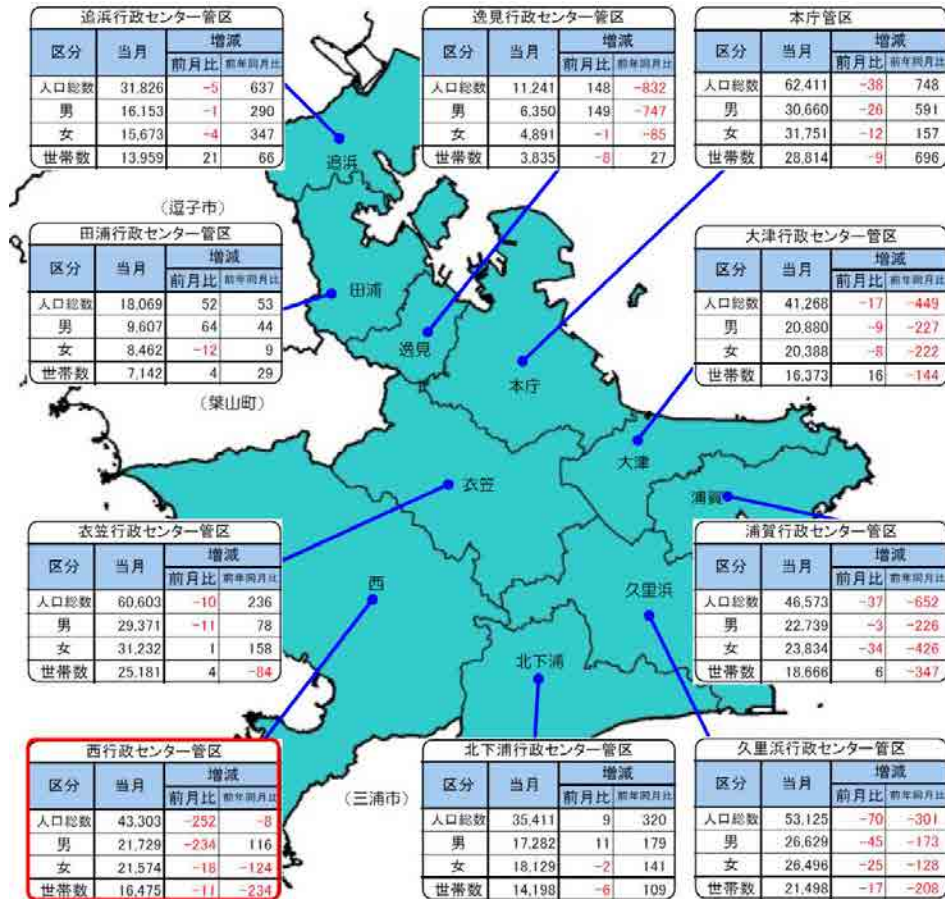 追浜行政センター管区
区分 当月 増減
前月比 前年同月比
人口総数 31,826 -5 637
男 16,153 -1 290
女 15,673 -4 347
世帯数 13,959 21 66
逸見行政センター管区
区分 当月 増減
前月比 前年同月比
人口総数 11,241 148 -832
男 6,350 149 -747
女 4,891 -1 -85
世帯数 3,835 -8 27
本庁管区
区分 当月 増減
前月比 前年同月比
人口総数 62,411 -38 748
男 30,660 -26 591
女 31,751 -12 157
世帯数 28,814 -9 696
追浜
(逗子市)
田浦行政センター管区
区分 当月 増減
前月比 前年同月比
人口総数 18,069 52 53
男 9,607 64 44
女 8,462 -12 9
世帯数 7,142 4 29
大津行政センター管区
区分 当月 増減
前月比 前年同月比
人口総数 41,268 -17 -449
男 20,880 -9 -227
女 20,388 -8 -222
世帯数 16,373 16 -144
田浦
逸見
本庁
(葉山町)
大津
衣笠
浦賀
衣笠行政センター管区
区分 当月 増減
前月比 前年同月比
人口総数 60,603 -10 236
男 29,371 -11 78
女 31,232 1 158
世帯数 25,181 4 -84
浦賀行政センター管区
区分 当月 増減
前月比 前年同月比
人口総数 46,573 -37 -652
男 22,739 -3 -226
女 23,834 -34 -426
世帯数 18,666 6 -347
西
久里浜
北下浦
西行政センター管区
区分 当月 増減
前月比 前年同月比
人口総数 43,303 -252 -8
男 21,729 -234 116
女 21,574 -18 -124
世帯数 16,475 -11 -234
(三浦市)
北下浦行政センター管区
区分 当月 増減
前月比 前年同月比
人口総数 35,411 9 320
男 17,282 11 179
女 18,129 -2 141
世帯数 14,198 -6 109
久里浜行政センター管区
区分 当月 増減
前月比 前年同月比
人口総数 53,125 -70 -301
男 26,629 -45 -173
女 26,496 -25 -128
世帯数 21,498 -17 -208